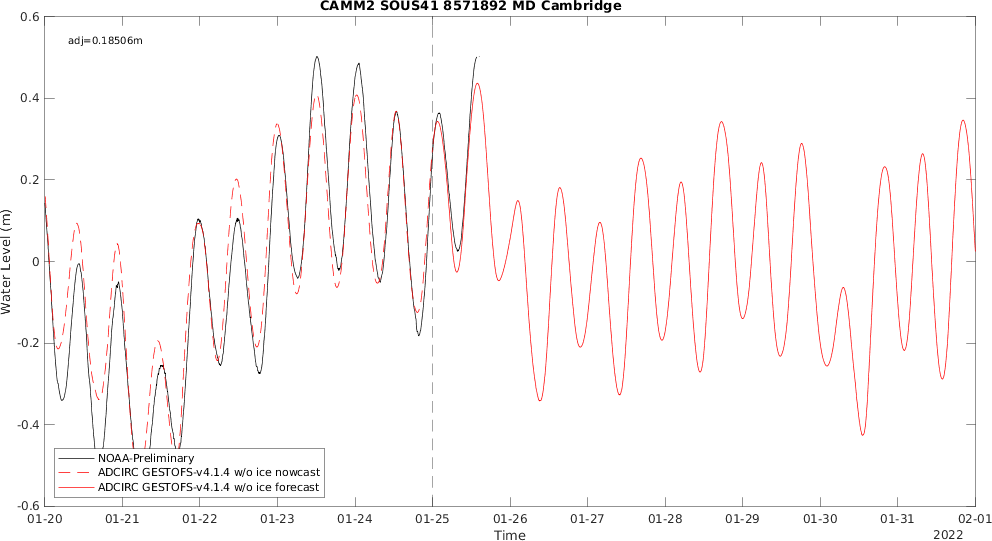 CAMM2 SOUS41 8571892 MD Cambridge
adj=0.18506m
Water Level (m)
0.6
0.4
0.2
0
-0.2
-0.4
-0.6
NOAA-Preliminary
ADCIRC GESTOFS-v4.1.4 w/o ice nowcast
ADCIRC GESTOFS-v4.1.4 w/o ice forecast
01-20 01-21 01-22 01-23 01-24 01-25 01-26 01-27 01-28 01-29 01-30 01-31 02-01
Time
2022